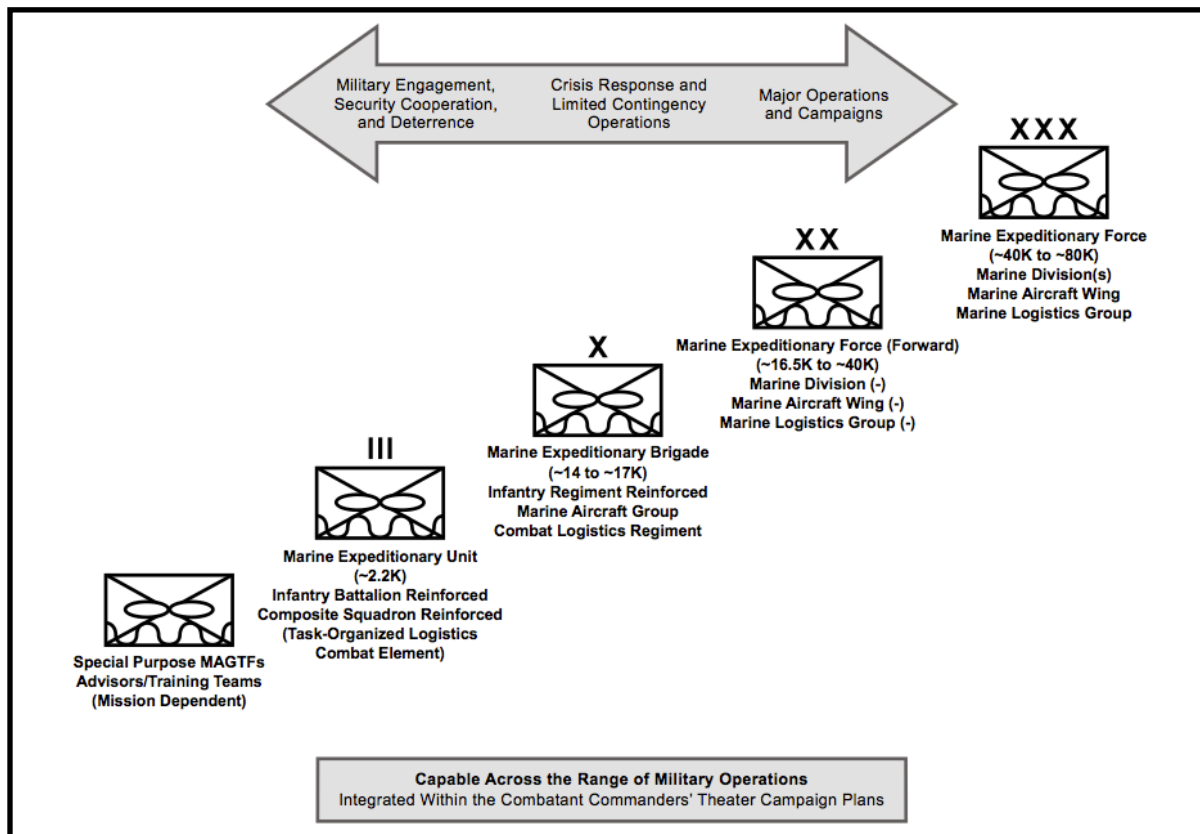 Military Engagement,
Security Cooperation,
and Deterrence
Crisis Response and
Limited Contingency
Operations
Major Operations
and Campaigns
XXX
Marine Expeditionary Force
(~40K to ~80K)
Marine Division(s)
Marine Aircraft Wing
Marine Logistics Group
XX
Marine Expeditionary Force (Forward)
(~16.5K to ~40K)
Marine Division (-)
Marine Aircraft Wing (-)
Marine Logistics Group (-)
X
Marine Expeditionary Brigade
(~14 to ~17K)
Infantry Regiment Reinforced
Marine Aircraft Group
Combat Logistics Regiment
III
Marine Expeditionary Unit
(~2.2K)
Infantry Battalion Reinforced
Composite Squadron Reinforced
(Task-Organized Logistics
Combat Element)
Special Purpose MAGTFs
Advisors/Training Teams
(Mission Dependent)
Capable Across the Range of Military Operations
Integrated Within the Combatant Commanders' Theater Campaign Plans